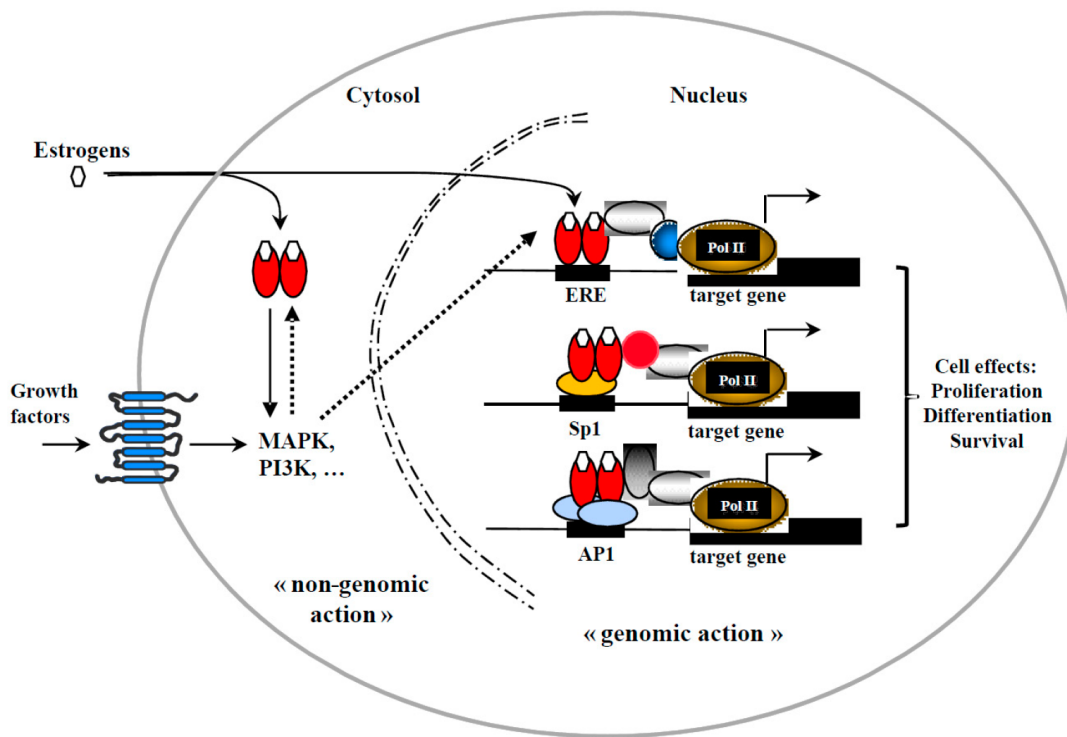 Cytosol
Nucleus
Estrogens
Pol II
ERE
target gene
Growth
factors
MAPK,
PI3K, ...
Pol II
Sp1
target gene
Cell effects:
Proliferation
Differentiation
Survival
Pol II
AP1
target gene
« non-genomic
action »
« genomic action »